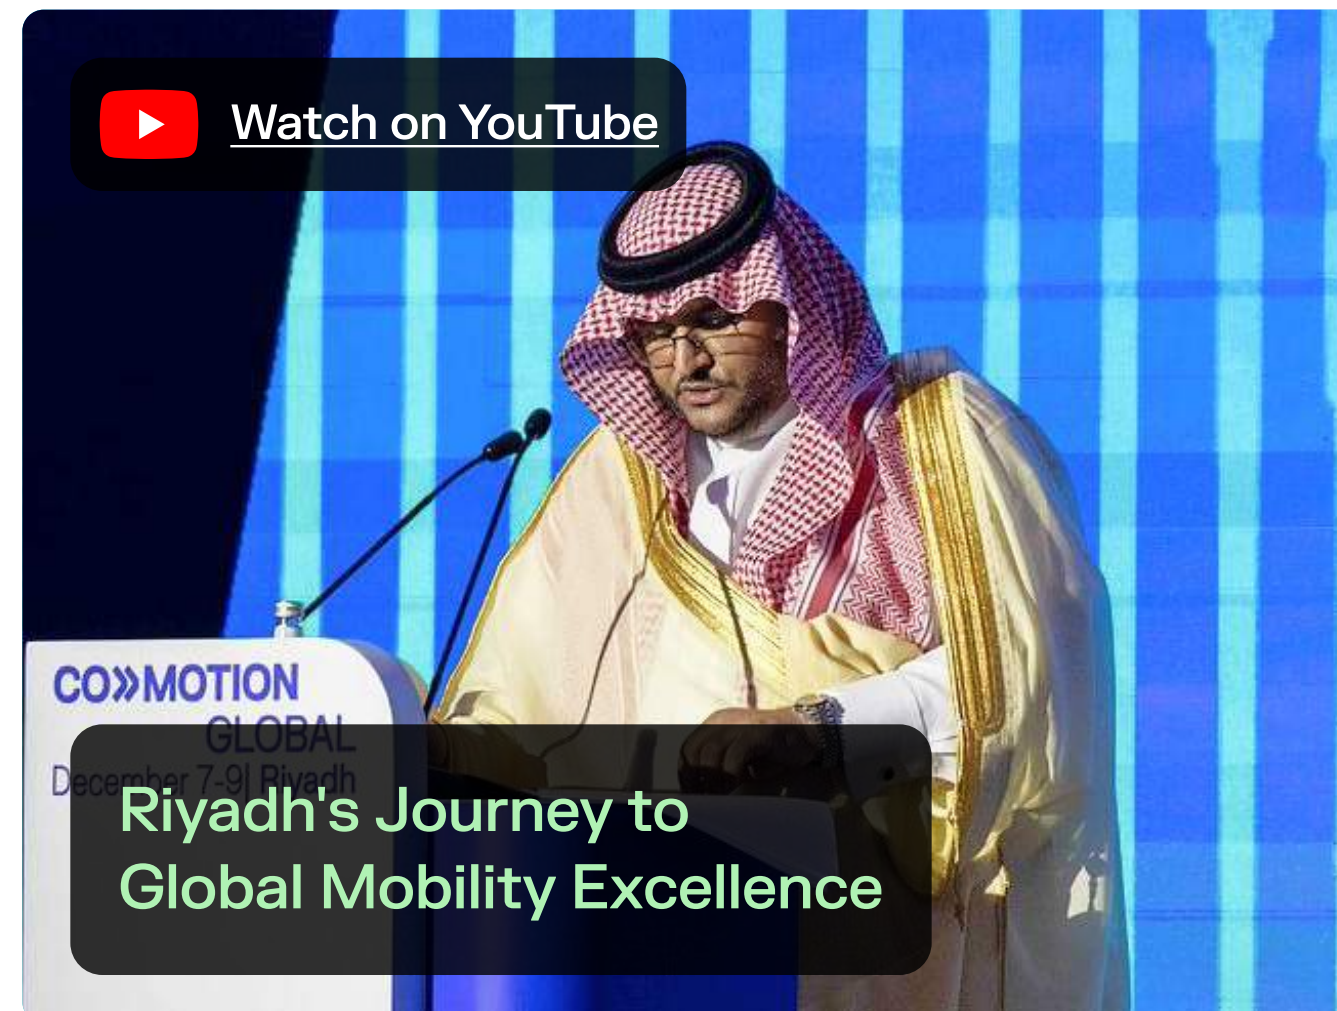 Watch on YouTube
CO»MOTION
GLOBAL
December 7-9| Riyadh
Riyadh's Journey to
Global Mobility Excellence